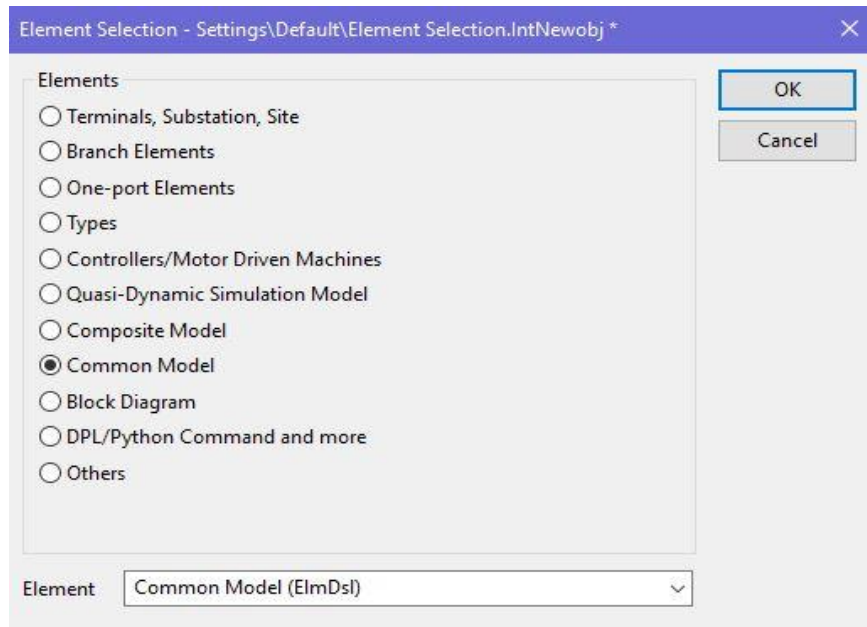 Element Selection - Settings\Default\Element Selection.IntNewobj *
Elements
Terminals, Substation, Site
Branch Elements
One-port Elements
Types
Controllers/Motor Driven Machines
Quasi-Dynamic Simulation Model
Composite Model
Common Model
Block Diagram
DPL/Python Command and more
Others
OK
Cancel
Element Common Model (ElmDsl)